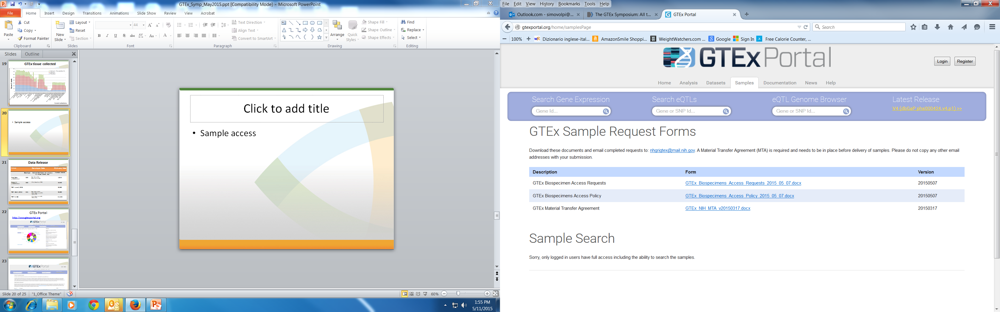 GTEx_Symp_May2015.ppt [Compatibility Mode] - Microsoft PowerPoint
File Home Insert Design Transitions Animations Slide Show Review View Acrobat
Paste
Cut
Copy
Format Painter
Clipboard
New Slide
Layout
Reset
Section
Slides
44
Font
Text Direction
Align Text
Convert to SmartArt
Paragraph
Arrange
Quick Styles
Shape Fill
Shape Outline
Shape Effects
Drawing
Find
Replace
Select
Editing
Slides Outline
19
GTEx tissue collected
Current collections
20
• Sample access
21
Data Release
22
GTEx Portal
http://www.gtexportal.org
23
GTEx Portal
Click to add title
• Sample access
Slide 20 of 25 "1_Office Theme" 60%
1:55 PM
5/11/2015
File Edit View History Bookmarks Tools Help
Outlook.com - simovolpi@... The GTEx Symposium: All t... GTEx Portal
gtexportal.org/home/samplesPage
Search
100% Dizionario inglese-ital... AmazonSmile Shoppi... WeightWatchers.com ... Google Sign In Free Calorie Counter, ...
GTEx Portal
Login Register
Home Analysis Datasets Samples Documentation News Help
Search Gene Expression Search eQTLs eQTL Genome Browser Latest Release
Gene Id... Gene or SNP Id... Gene or SNP Id... V4 (dbGaP phs000424.v4.p1) >>
GTEx Sample Request Forms
Download these documents and email completed requests to: nhgrigtex@mail.nih.gov. A Material Transfer Agreement (MTA) is required and needs to be in place before delivery of samples. Please do not copy any other email
addresses with your submission.
Description Form Version
GTEx Biospecimen Access Requests GTEx_Biospecimens_Access_Requests_2015_05_07.docx 20150507
GTEx Biospecimens Access Policy GTEx_Biospecimens_Access_Policy_2015_05_07.docx 20150507
GTEx Material Transfer Agreement GTEx_NIH_MTA_v20150317.docx 20150317
Sample Search
Sorry, only logged in users have full access including the ability to search the samples.